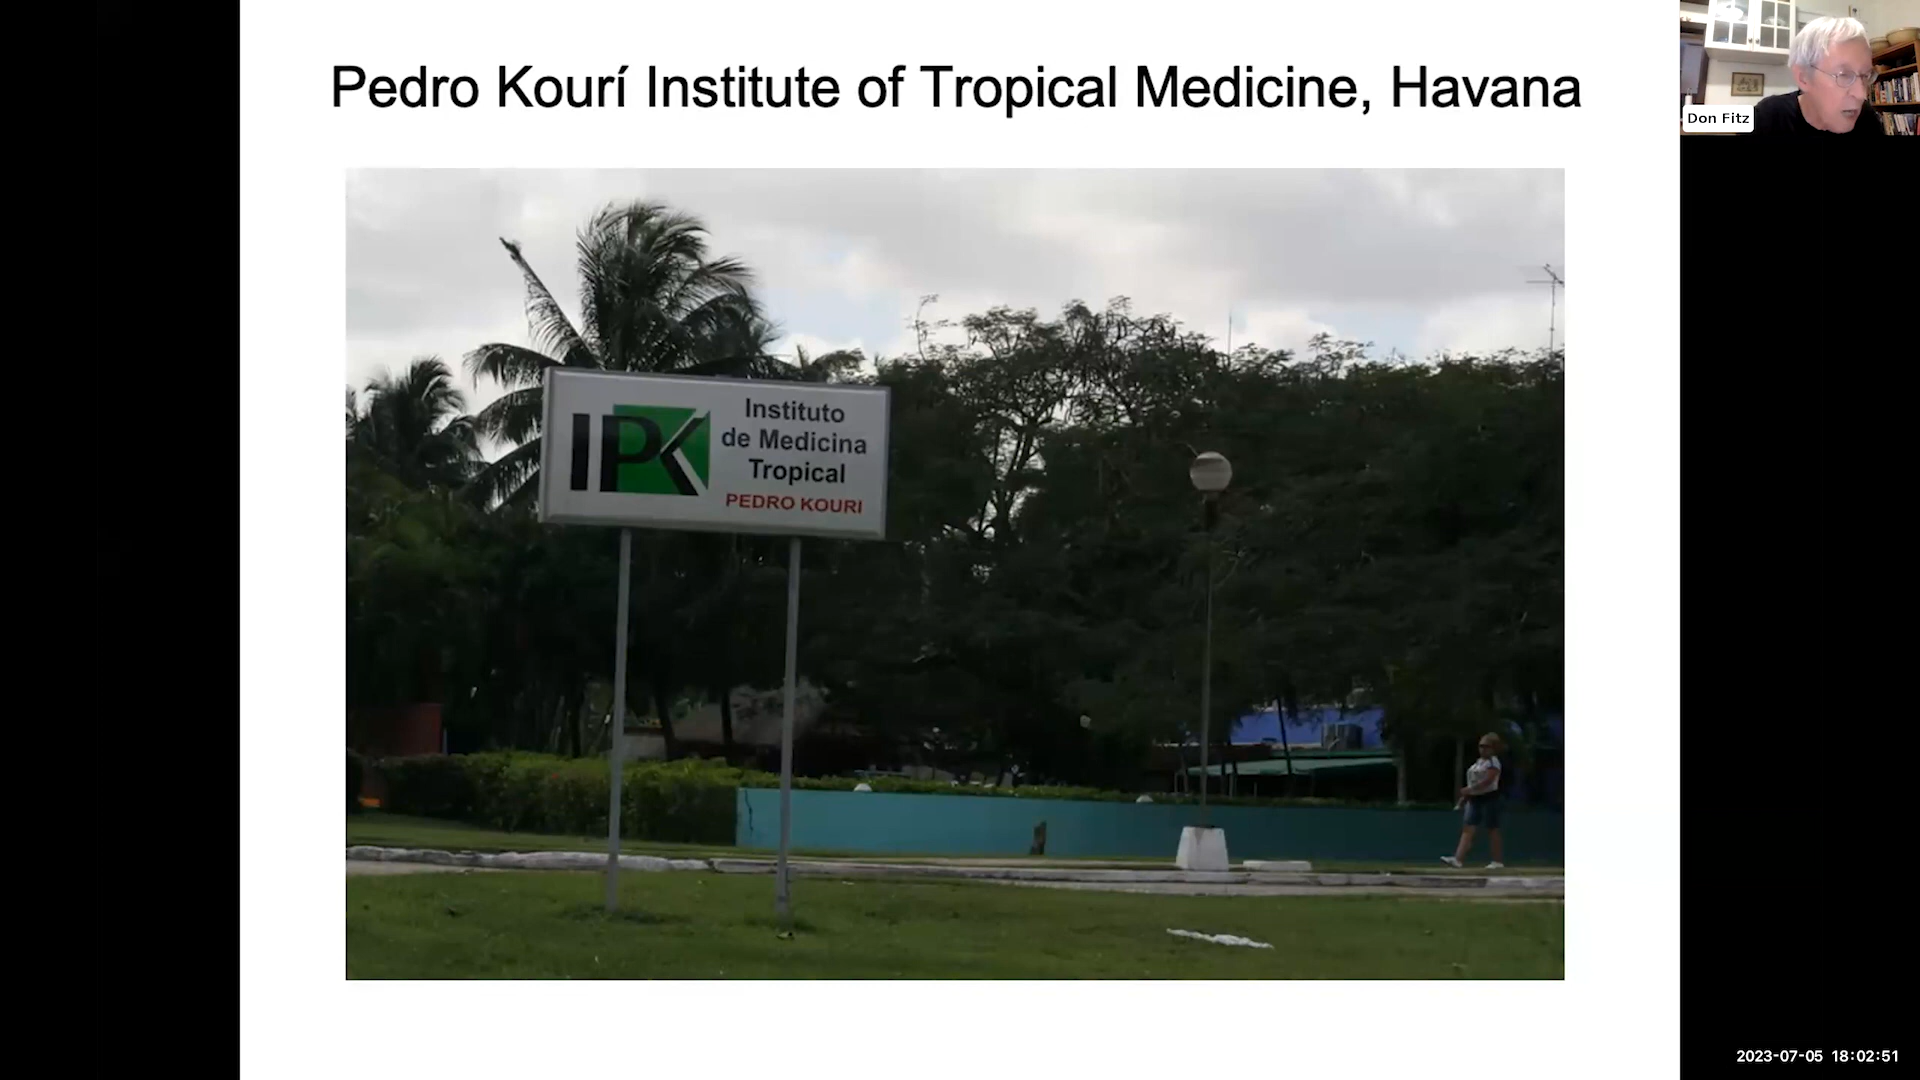 Pedro Kourí Institute of Tropical Medicine, Havana
Don Fitz
IPK
Instituto
de Medicina
Tropical
PEDRO KOURI
2023-07-05 18:02:51